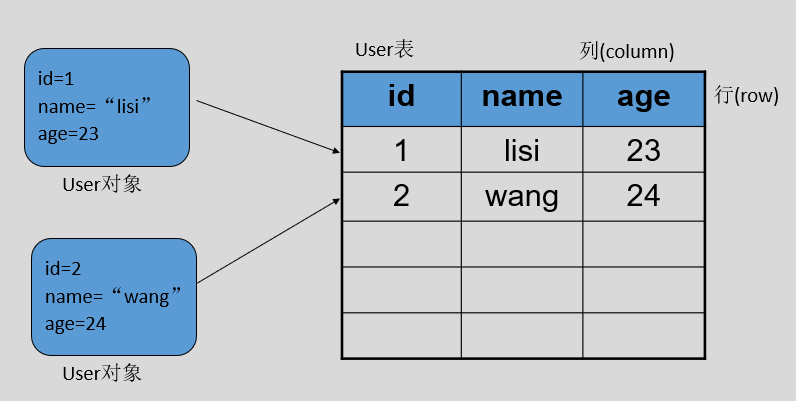 User表
列(column)
id=1
name=“lisi”
age=23
User对象
id name age
行(row)
1 lisi 23
2 wang 24
id=2
name=“wang”
age=24
User对象